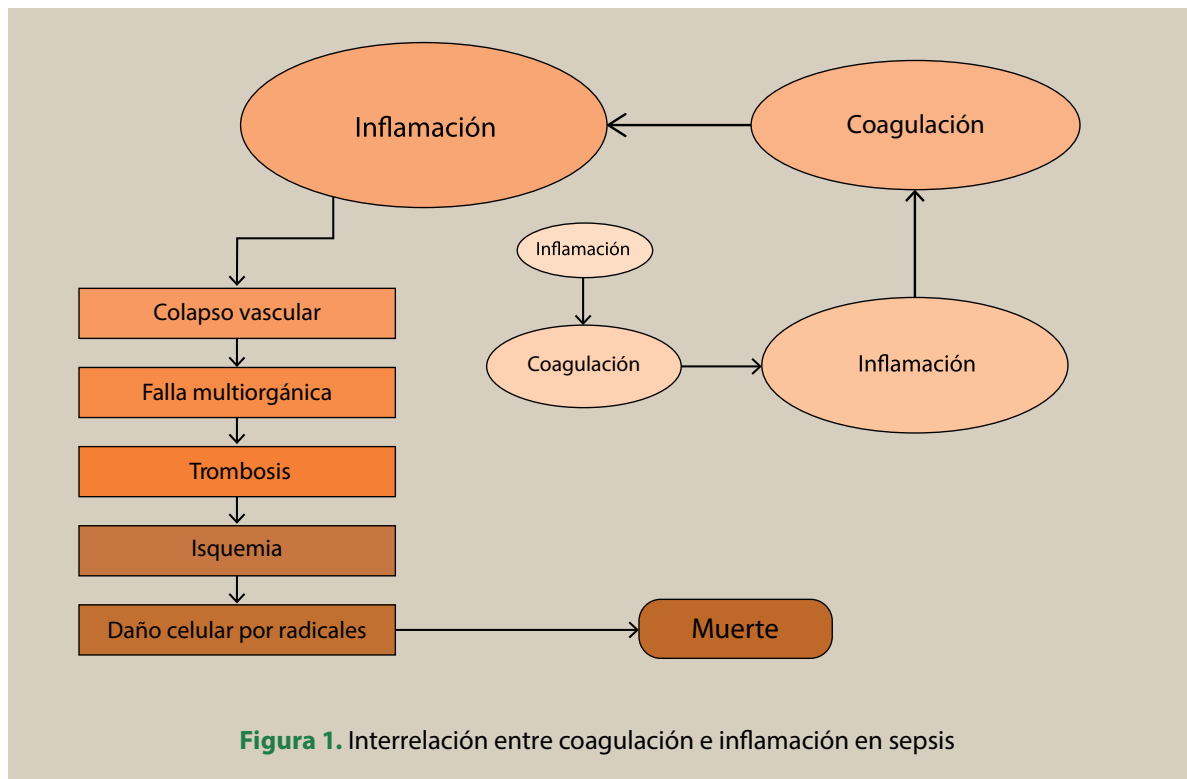 Inflamación
Coagulación
Inflamación
Coagulación
Inflamación
Colapso vascular
Falla multiorgánica
Trombosis
Isquemia
Daño celular por radicales
Muerte
Figura 1. Interrelación entre coagulación e inflamación en sepsis